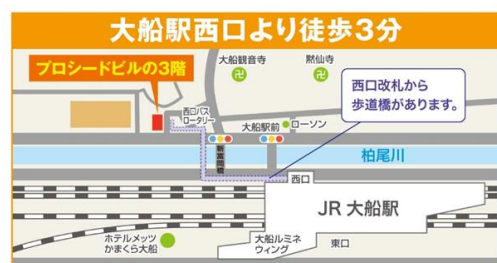 大船駅西口より徒歩3分
プロシードビルの3階
大船観音寺
黙仙寺
西口改札から
歩道橋があります。
西口バス
ロータリー
大船駅前
ローソン
新富岡橋
柏尾川
西口
JR 大船駅
ホテルメッツ
かまくら大船
大船ルミネ
ウィング
東口